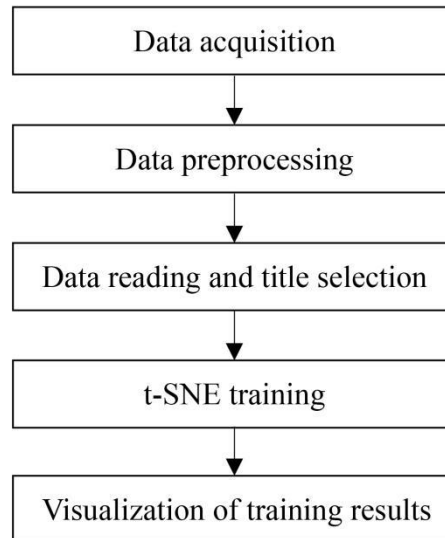 Data acquisition
Data preprocessing
Data reading and title selection
t-SNE training
Visualization of training results